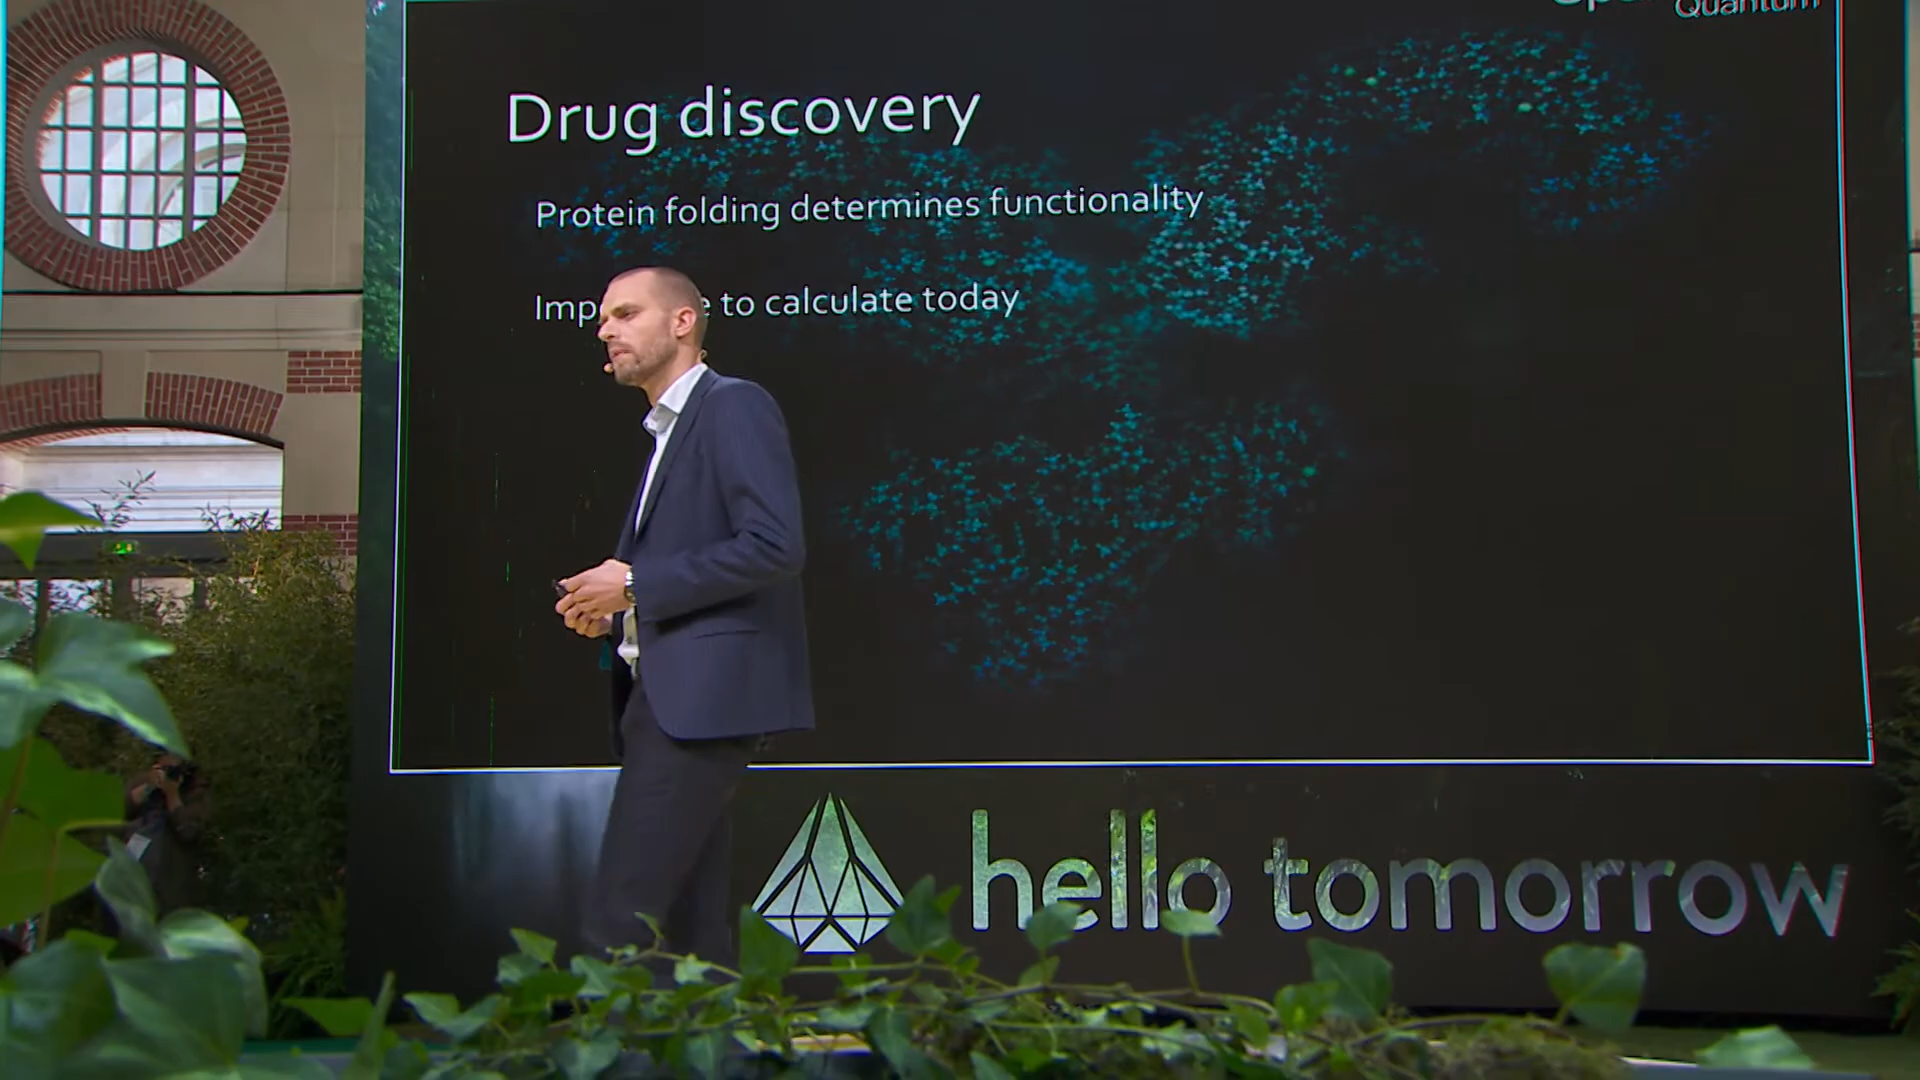 Quantum
Drug discovery
Protein folding determines functionality
to calculate today
hello tomorrow